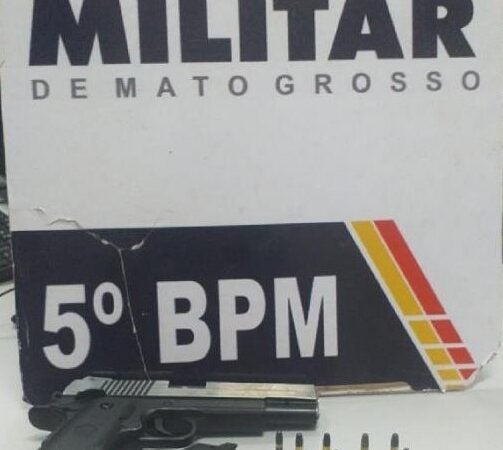 MILITAR
DE MATO GROSSO
5º BPM